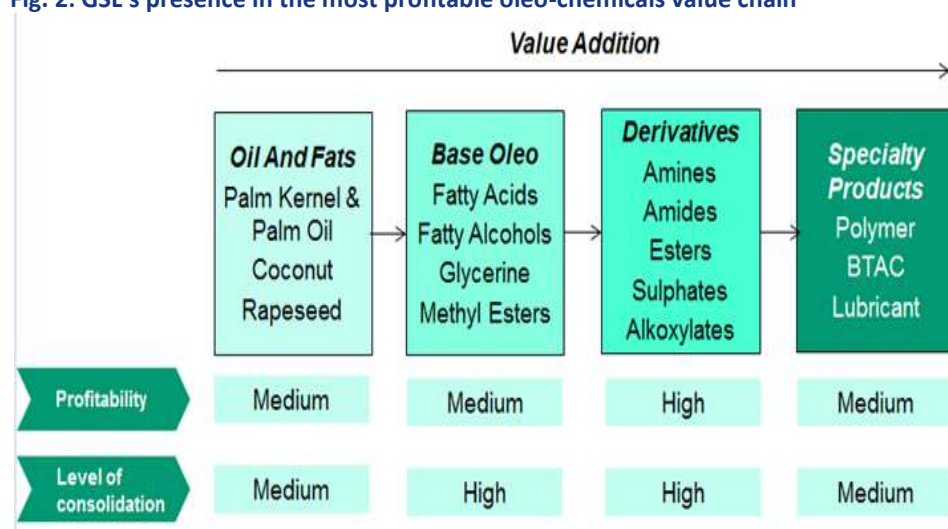 Fig. 2: GSL's presence in the most profitable oleo-chemicals value chain
Value Addition
Oil And Fats
Palm Kernel &
Palm Oil
Coconut
Rapeseed
Base Oleo
Fatty Acids
Fatty Alcohols
Glycerine
Methyl Esters
Derivatives
Amines
Amides
Esters
Sulphates
Alkoxylates
Specialty
Products
Polymer
BTAC
Lubricant
Profitability
Medium
Medium
High
Medium
Level of
consolidation
Medium
High
High
Medium